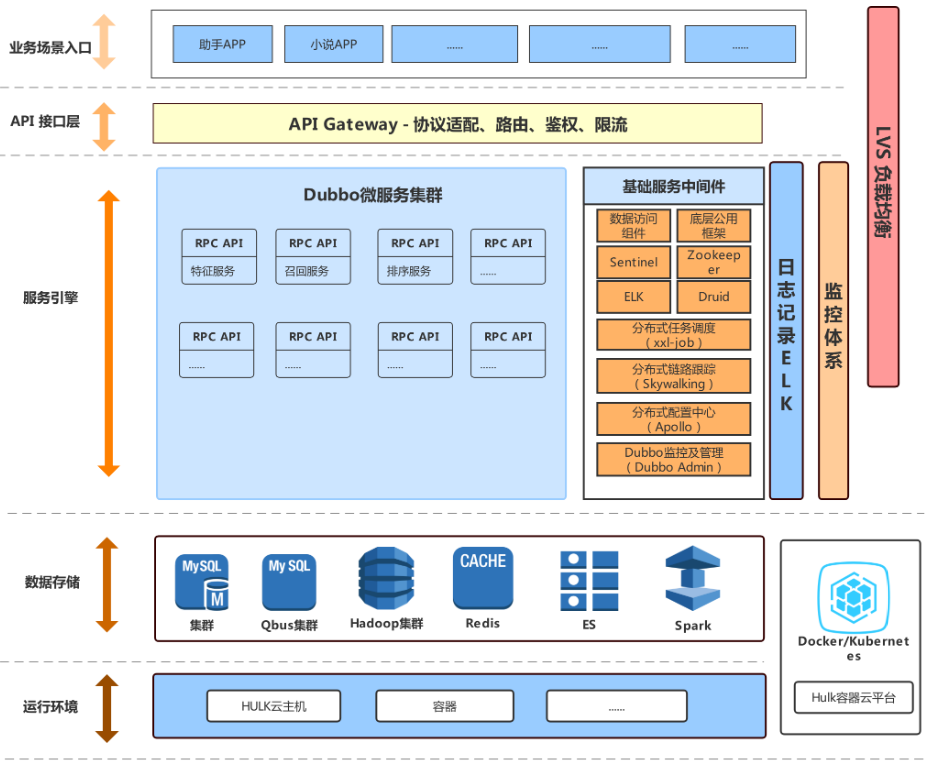 业务场景入口
助手APP
小说APP
......
......
......
API 接口层
API Gateway - 协议适配、路由、鉴权、限流
LVS 负载均衡
服务引擎
Dubbo微服务集群
RPC API
特征服务
RPC API
召回服务
RPC API
排序服务
RPC API
......
RPC API
......
RPC API
......
RPC API
......
RPC API
......
基础服务中间件
数据访问
组件
底层公用
框架
Sentinel
Zookeep
er
ELK
Druid
分布式任务调度
（xxl-job）
分布式链路跟踪
（Skywalking）
分布式配置中心
（Apollo）
Dubbo监控及管理
（Dubbo Admin）
日志记录ELK
监控体系
数据存储
MySQL
M
集群
My SQL
Qbus集群
Hadoop集群
CACHE
Redis
ES
Spark
Docker/Kubernet
es
Hulk容器云平台
运行环境
HULK云主机
容器
......